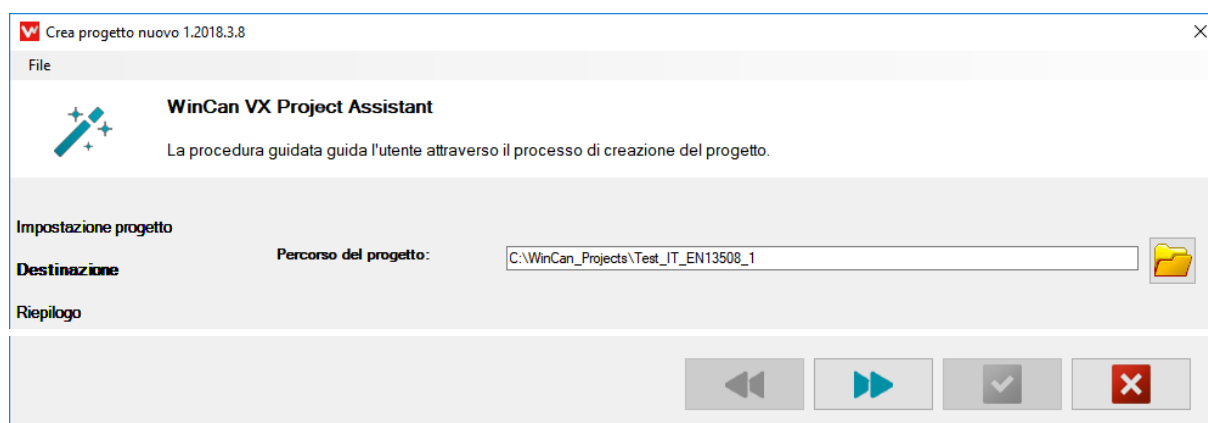 Crea progetto nuovo 1.2018.3.8
File
WinCan VX Project Assistant
La procedura guidata guida l'utente attraverso il processo di creazione del progetto.
Impostazione progetto
Percorso del progetto:
C:\WinCan_Projects\Test_IT_EN13508_1
Destinazione
Riepilogo